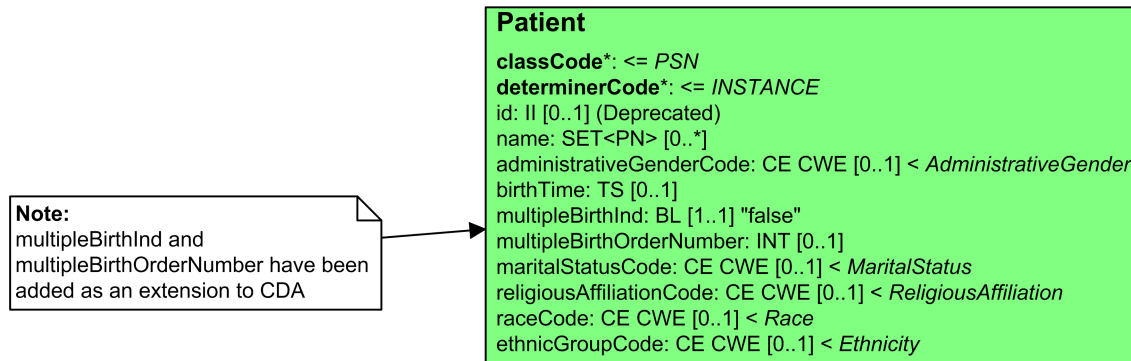 Patient
classCode*: <= PSN
determinerCode*: <= INSTANCE
id: II [0..1] (Deprecated)
name: SET<PN> [0..*]
administrativeGenderCode: CE CWE [0..1] < AdministrativeGender
birthTime: TS [0..1]
multipleBirthInd: BL [1..1] "false"
multipleBirthOrderNumber: INT [0..1]
maritalStatusCode: CE CWE [0..1] < MaritalStatus
religiousAffiliationCode: CE CWE [0..1] < ReligiousAffiliation
raceCode: CE CWE [0..1] < Race
ethnicGroupCode: CE CWE [0..1] < Ethnicity
Note:
multipleBirthInd and
multipleBirthOrderNumber have been
added as an extension to CDA